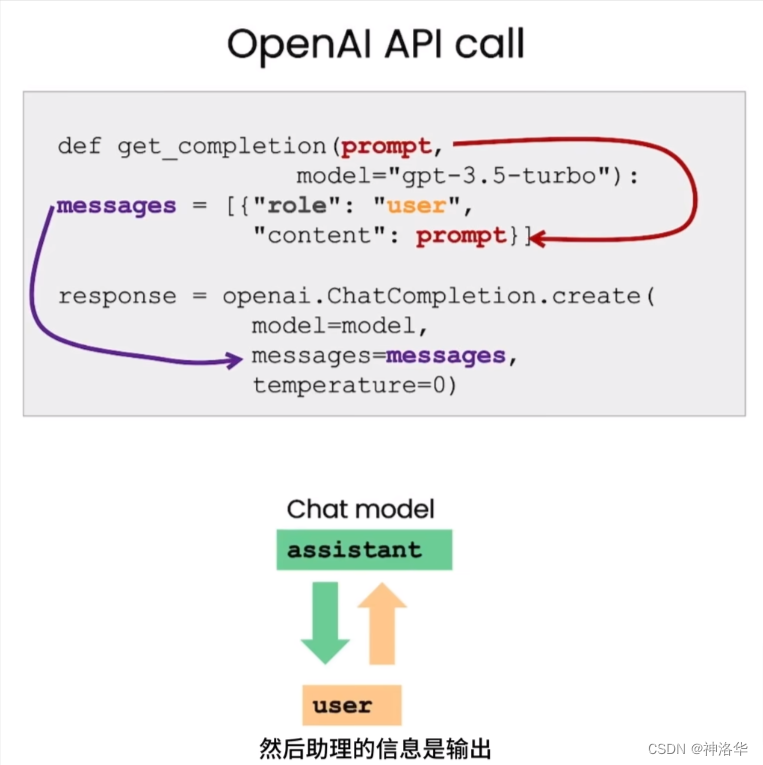 OpenAI API call
def get_completion(prompt,
model="gpt-3.5-turbo"):
messages = [{"role": "user",
"content": prompt}]
response = openai.ChatCompletion.create(
model=model,
messages=messages,
temperature=0)
Chat model
assistant
user
然后助理的信息是输出
CSDN @神洛华